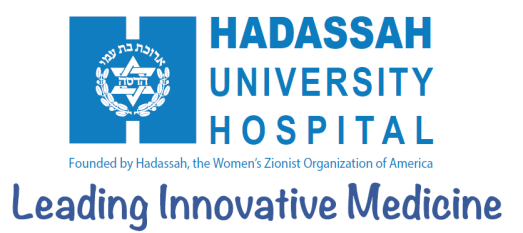 ארוכת בת עמי
הדסה
HADASSAH
UNIVERSITY
HOSPITAL
Founded by Hadassah, the Women's Zionist Organization of America
Leading Innovative Medicine